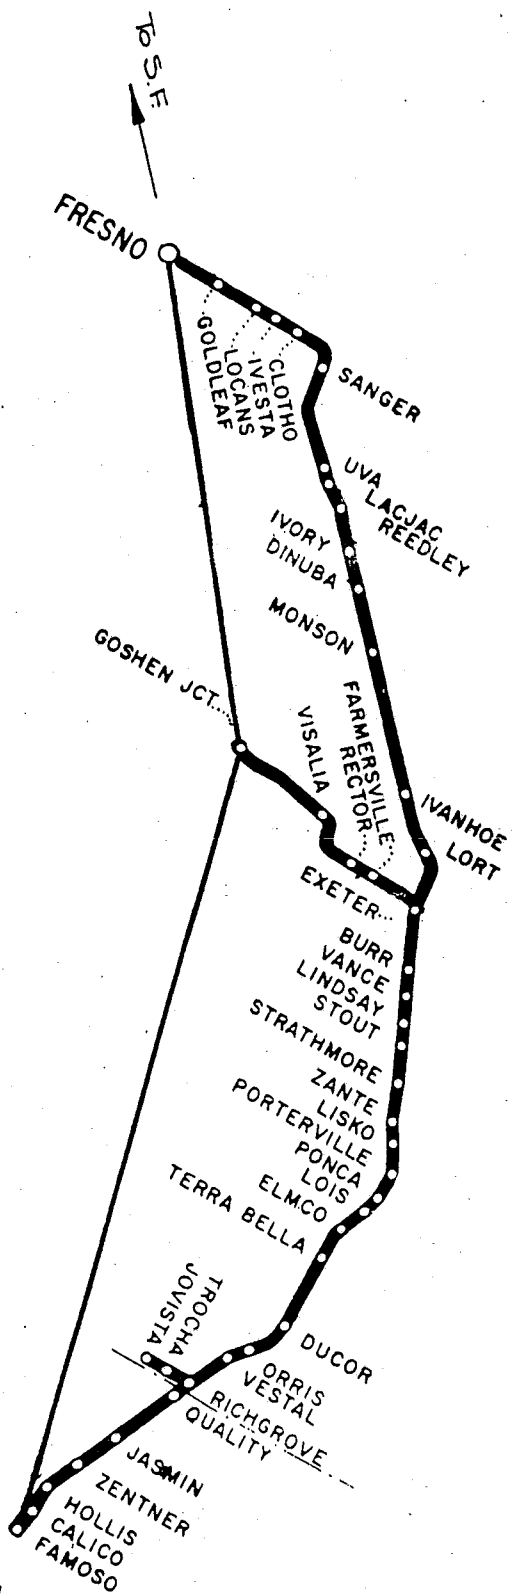 To S.F.
FRESNO
GOLDLEAF
LOCANS
IVESTA
CLOTHO
SANGER
UVA
LACJAC
REEDLEY
IVORY
DINUBA
MONSON
GOSHEN JCT.
VISALIA
FARMERSVILLE
RECTOR
IVANHOE
LORT
EXETER
BURR
VANCE
LINDSAY
STOUT
STRATHMORE
ZANTE
LISKO
PORTERVILLE
PONCA
LOIS
ELMCO
TERRA BELLA
DUCOR
ORRIS
VESTAL
TROCHA
JOVISTA
RICHGROVE
QUALITY
JASMIN
ZENTNER
HOLLIS
CALICO
FAMOSO